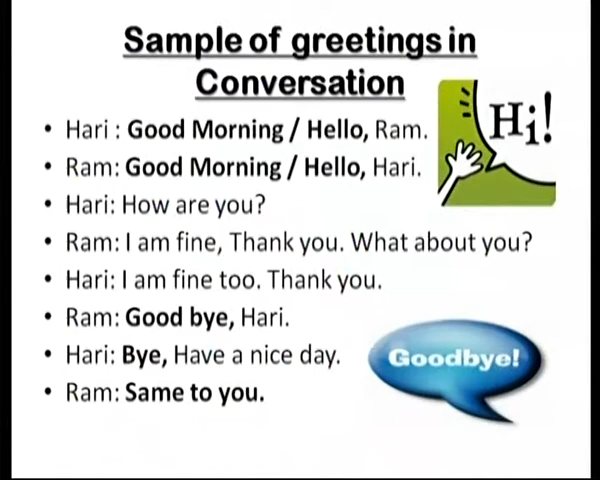 Sample of greetings in
Conversation
• Hari : Good Morning / Hello, Ram.
• Ram: Good Morning / Hello, Hari.
• Hari: How are you?
• Ram: I am fine, Thank you. What about you?
• Hari: I am fine too. Thank you.
• Ram: Good bye, Hari.
• Hari: Bye, Have a nice day.
• Ram: Same to you.
Hi!
Goodbye!